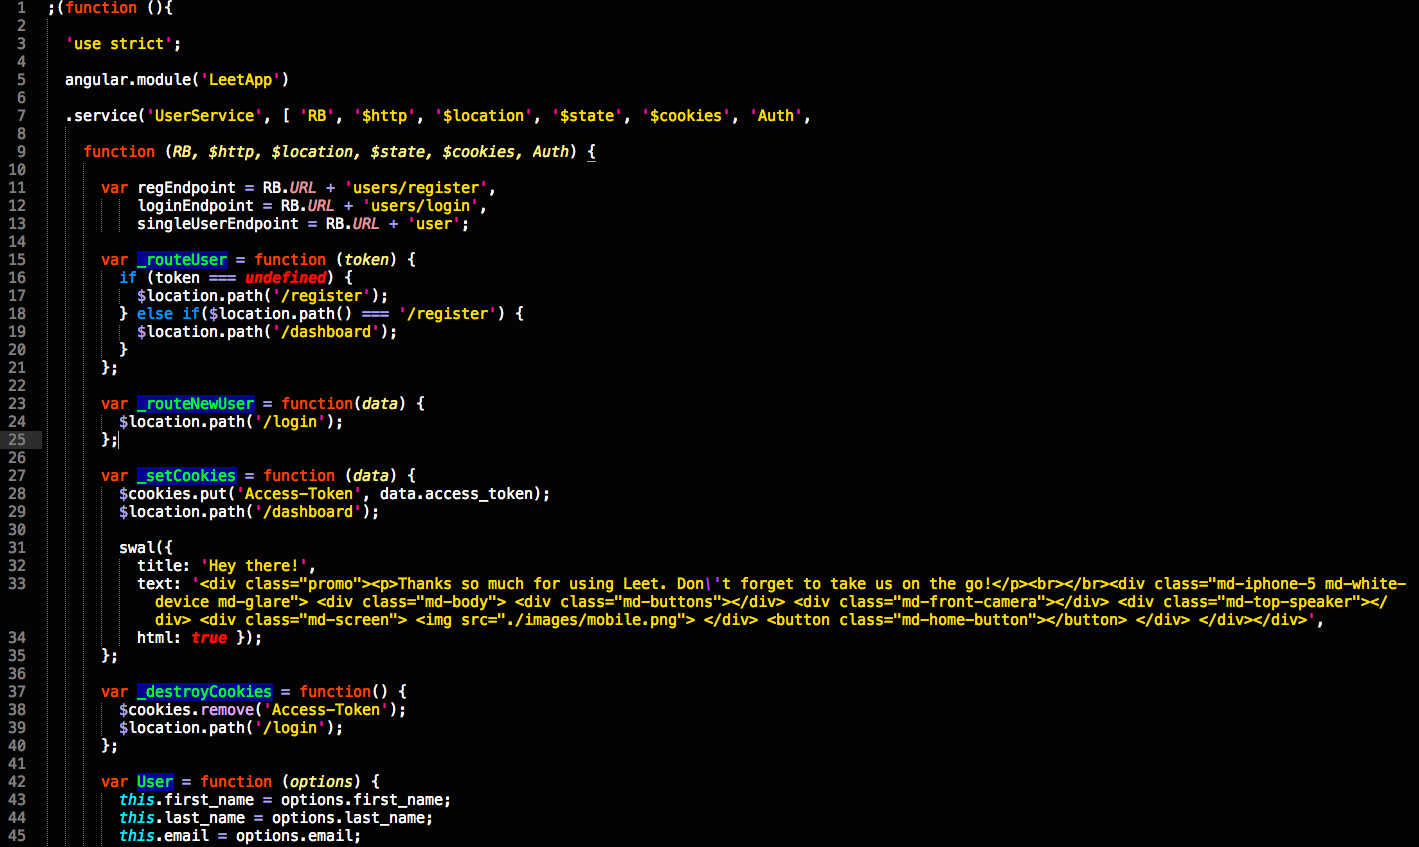 1 ;(function (){
2
3 'use strict';
4
5 angular.module('LeetApp')
6
7 .service('UserService', [ 'RB', '$http', '$location', '$state', '$cookies', 'Auth',
8
9 function (RB, $http, $location, $state, $cookies, Auth) {
10
11 var regEndpoint = RB.URL + 'users/register',
12 loginEndpoint = RB.URL + 'users/login',
13 singleUserEndpoint = RB.URL + 'user';
14
15 var _routeUser = function (token) {
16 if (token === undefined) {
17 $location.path('/register');
18 } else if($location.path() === '/register') {
19 $location.path('/dashboard');
20 }
21 };
22
23 var _routeNewUser = function(data) {
24 $location.path('/login');
25 };
26
27 var _setCookies = function (data) {
28 $cookies.put('Access-Token', data.access_token);
29 $location.path('/dashboard');
30
31 swal({
32 title: 'Hey there!',
33 text: '<div class="promo"><p>Thanks so much for using Leet. Don\'t forget to take us on the go!</p><br></br><div class="md-iphone-5 md-white-
device md-glare"> <div class="md-body"> <div class="md-buttons"></div> <div class="md-front-camera"></div> <div class="md-top-speaker"></
div> <div class="md-screen"> <img src="./images/mobile.png"> </div> <button class="md-home-button"></button> </div> </div></div>',
34 html: true });
35 };
36
37 var _destroyCookies = function() {
38 $cookies.remove('Access-Token');
39 $location.path('/login');
40 };
41
42 var User = function (options) {
43 this.first_name = options.first_name;
44 this.last_name = options.last_name;
45 this.email = options.email;